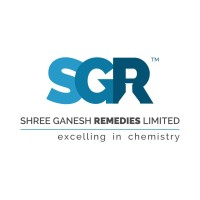 SGR™
SHREE GANESH REMEDIES LIMITED
excelling in chemistry